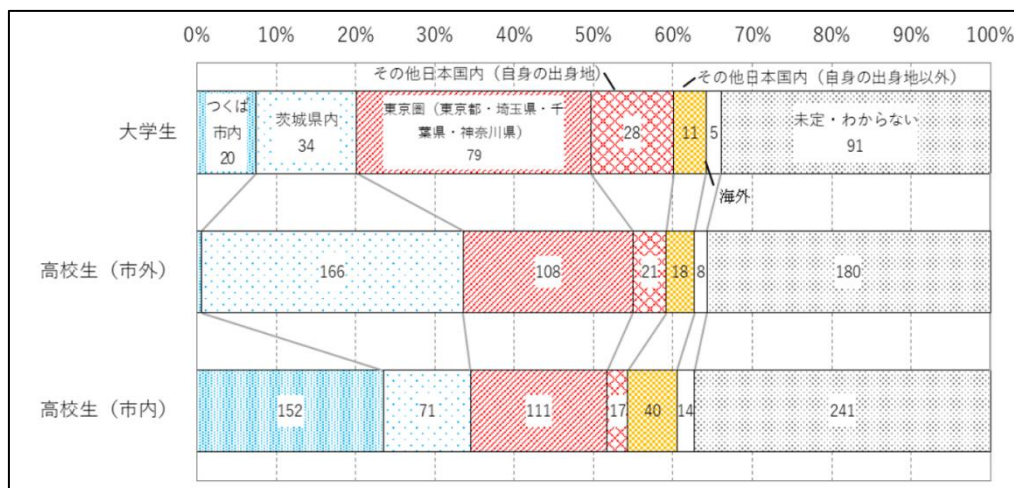 0% 10% 20% 30% 40% 50% 60% 70% 80% 90% 100%
その他日本国内（自身の出身地） その他日本国内（自身の出身地以外）
大学生
つくば
市内
20
茨城県内
34
東京圏（東京都・埼玉県・千
葉県・神奈川県）
79
28
11
5
未定・わからない
91
海外
高校生（市外）
166 108 21 18 8 180
高校生（市内）
152 71 111 17 40 14 241